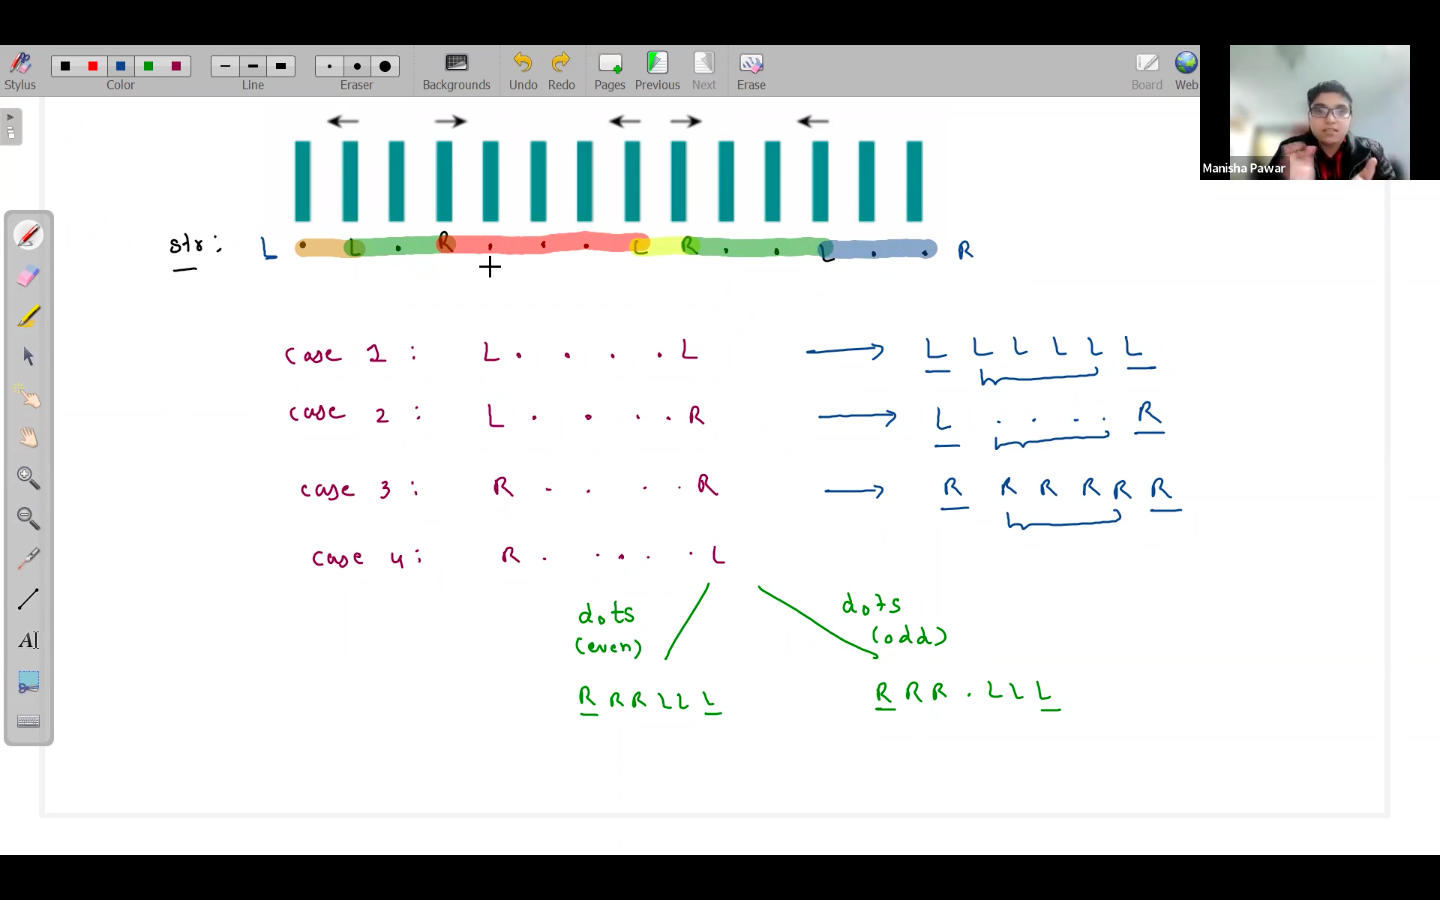 Stylus Color Line Eraser Backgrounds Undo Redo Pages Previous Next Erase Board Web
Manisha Pawar
str : L . L . R . . . L R . . L . . R
case 1 : L . . . . L → L L L L L L
case 2 : L . . . . R → L . . . . R
case 3 : R . . . . R → R R R R R R
case 4 : R . . . . . L
dots dots
(even) (odd)
R R R L L L R R R . L L L
A